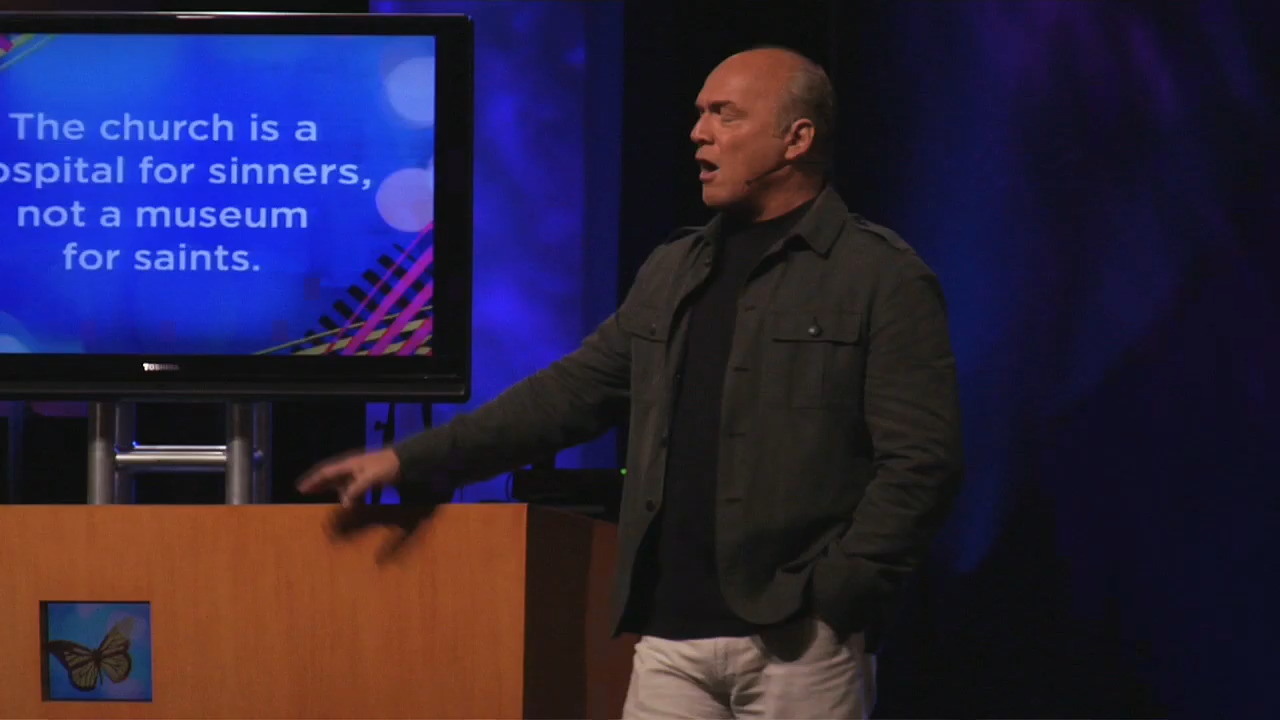 The church is a
ospital for sinners,
not a museum
for saints.
TOSHIBA